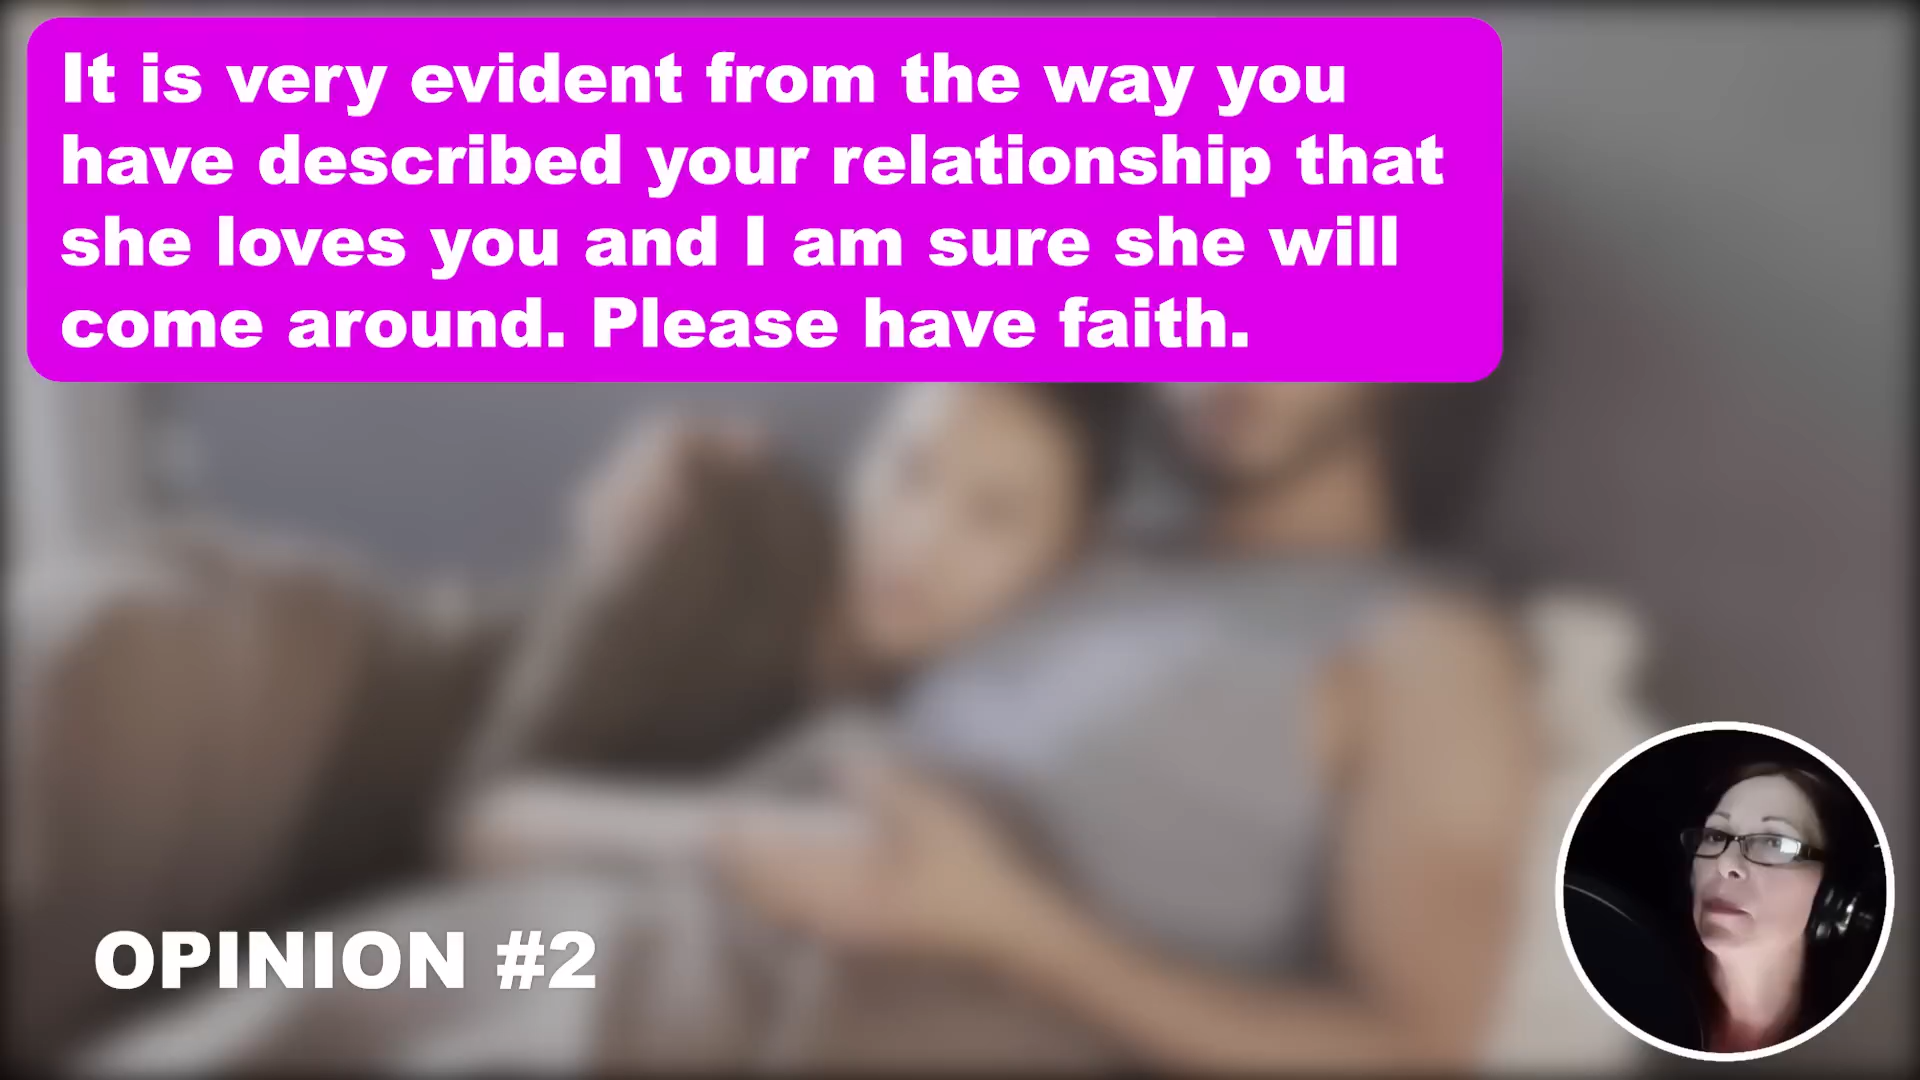 It is very evident from the way you
have described your relationship that
she loves you and I am sure she will
come around. Please have faith.
OPINION #2